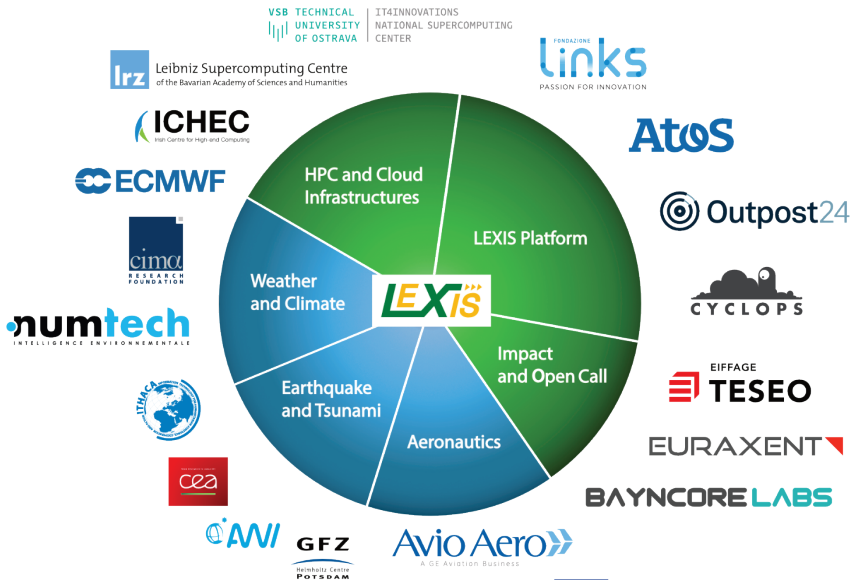 VSB TECHNICAL
UNIVERSITY
OF OSTRAVA
IT4INNOVATIONS
NATIONAL SUPERCOMPUTING
CENTER
FONDAZIONE
Links
PASSION FOR INNOVATION
lrz
Leibniz Supercomputing Centre
of the Bavarian Academy of Sciences and Humanities
ICHEC
Irish Centre for High-end Computing
Atos
ECMWF
HPC and Cloud
Infrastructures
Outpost24
LEXIS Platform
cima
RESEARCH
FOUNDATION
Weather
and Climate
LEXIS
CYCLOPS
numtech
INTELLIGENCE ENVIRONNEMENTALE
Impact
and Open Call
EIFFAGE
TESEO
ITHACA
Earthquake
and Tsunami
Aeronautics
EURAXENT
cea
BAYNCORE LABS
AWI
GFZ
Helmholtz Centre
POTSDAM
Avio Aero
A GE Aviation Business